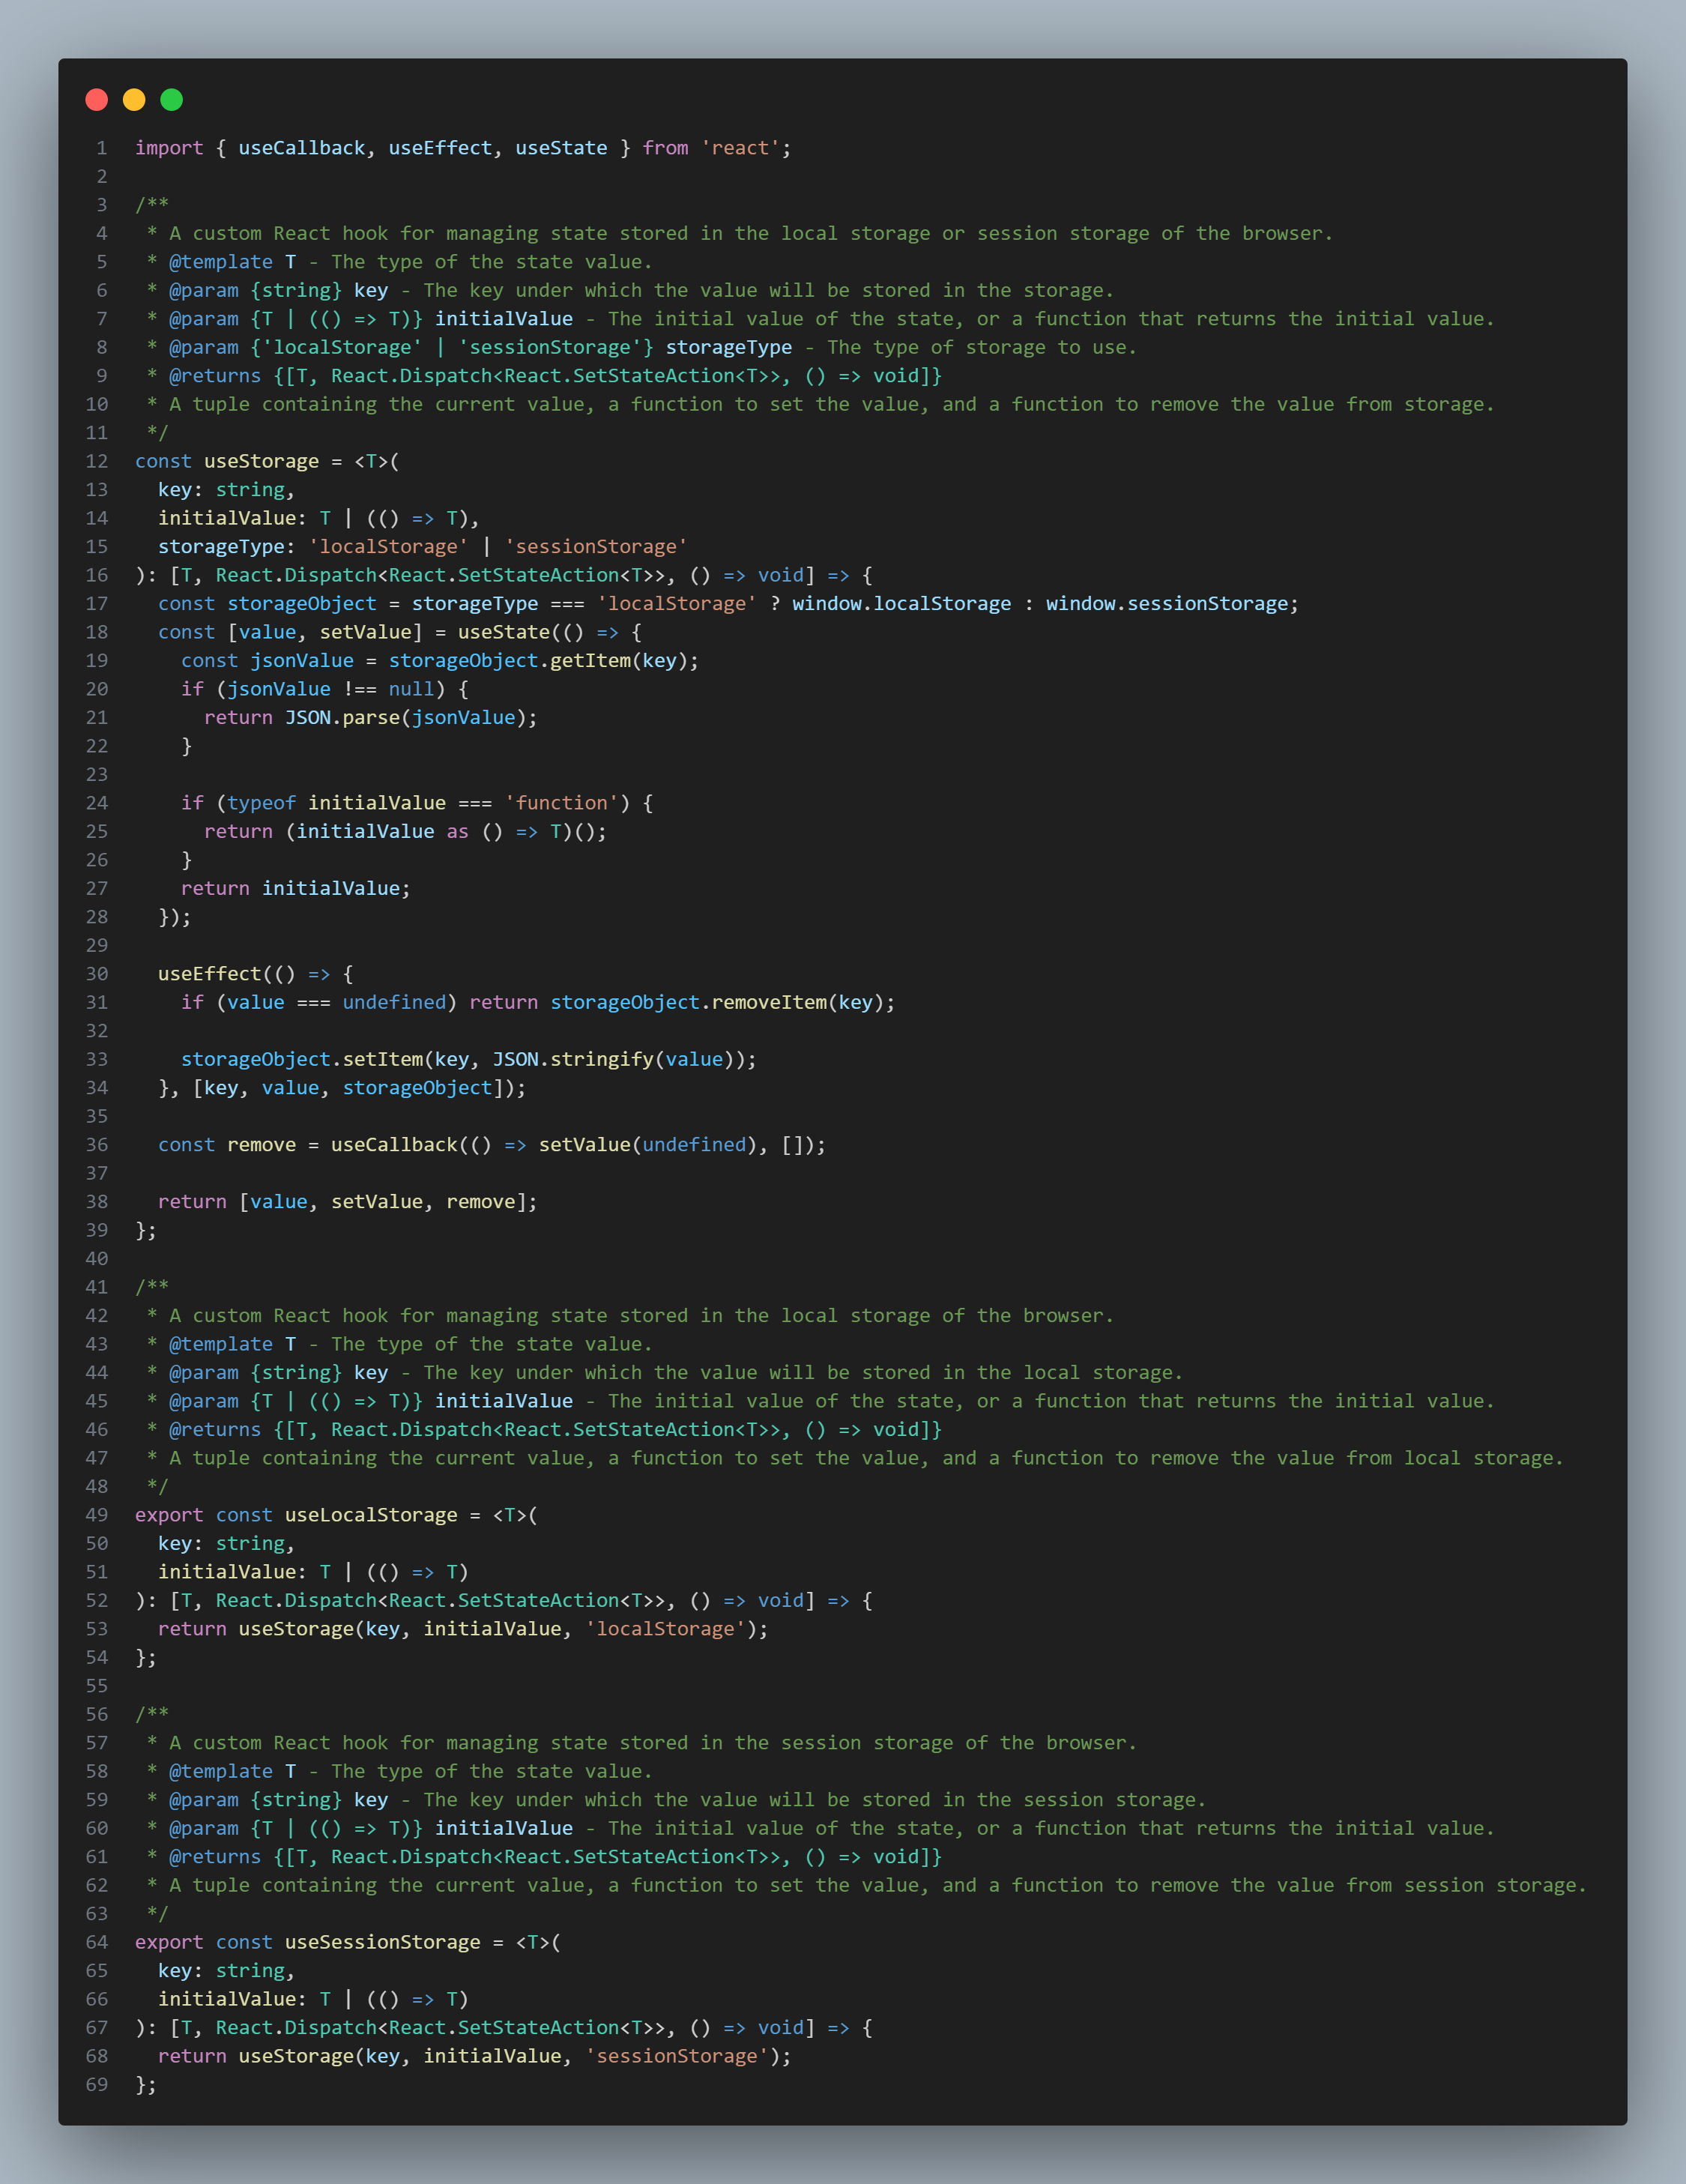 1 import { useCallback, useEffect, useState } from 'react';
2
3 /**
4  * A custom React hook for managing state stored in the local storage or session storage of the browser.
5  * @template T - The type of the state value.
6  * @param {string} key - The key under which the value will be stored in the storage.
7  * @param {T | (() => T)} initialValue - The initial value of the state, or a function that returns the initial value.
8  * @param {'localStorage' | 'sessionStorage'} storageType - The type of storage to use.
9  * @returns {[T, React.Dispatch<React.SetStateAction<T>>, () => void]}
10  * A tuple containing the current value, a function to set the value, and a function to remove the value from storage.
11  */
12 const useStorage = <T>(
13   key: string,
14   initialValue: T | (() => T),
15   storageType: 'localStorage' | 'sessionStorage'
16 ): [T, React.Dispatch<React.SetStateAction<T>>, () => void] => {
17   const storageObject = storageType === 'localStorage' ? window.localStorage : window.sessionStorage;
18   const [value, setValue] = useState(() => {
19     const jsonValue = storageObject.getItem(key);
20     if (jsonValue !== null) {
21       return JSON.parse(jsonValue);
22     }
23
24     if (typeof initialValue === 'function') {
25       return (initialValue as () => T)();
26     }
27     return initialValue;
28   });
29
30   useEffect(() => {
31     if (value === undefined) return storageObject.removeItem(key);
32
33     storageObject.setItem(key, JSON.stringify(value));
34   }, [key, value, storageObject]);
35
36   const remove = useCallback(() => setValue(undefined), []);
37
38   return [value, setValue, remove];
39 };
40
41 /**
42  * A custom React hook for managing state stored in the local storage of the browser.
43  * @template T - The type of the state value.
44  * @param {string} key - The key under which the value will be stored in the local storage.
45  * @param {T | (() => T)} initialValue - The initial value of the state, or a function that returns the initial value.
46  * @returns {[T, React.Dispatch<React.SetStateAction<T>>, () => void]}
47  * A tuple containing the current value, a function to set the value, and a function to remove the value from local storage.
48  */
49 export const useLocalStorage = <T>(
50   key: string,
51   initialValue: T | (() => T)
52 ): [T, React.Dispatch<React.SetStateAction<T>>, () => void] => {
53   return useStorage(key, initialValue, 'localStorage');
54 };
55
56 /**
57  * A custom React hook for managing state stored in the session storage of the browser.
58  * @template T - The type of the state value.
59  * @param {string} key - The key under which the value will be stored in the session storage.
60  * @param {T | (() => T)} initialValue - The initial value of the state, or a function that returns the initial value.
61  * @returns {[T, React.Dispatch<React.SetStateAction<T>>, () => void]}
62  * A tuple containing the current value, a function to set the value, and a function to remove the value from session storage.
63  */
64 export const useSessionStorage = <T>(
65   key: string,
66   initialValue: T | (() => T)
67 ): [T, React.Dispatch<React.SetStateAction<T>>, () => void] => {
68   return useStorage(key, initialValue, 'sessionStorage');
69 };